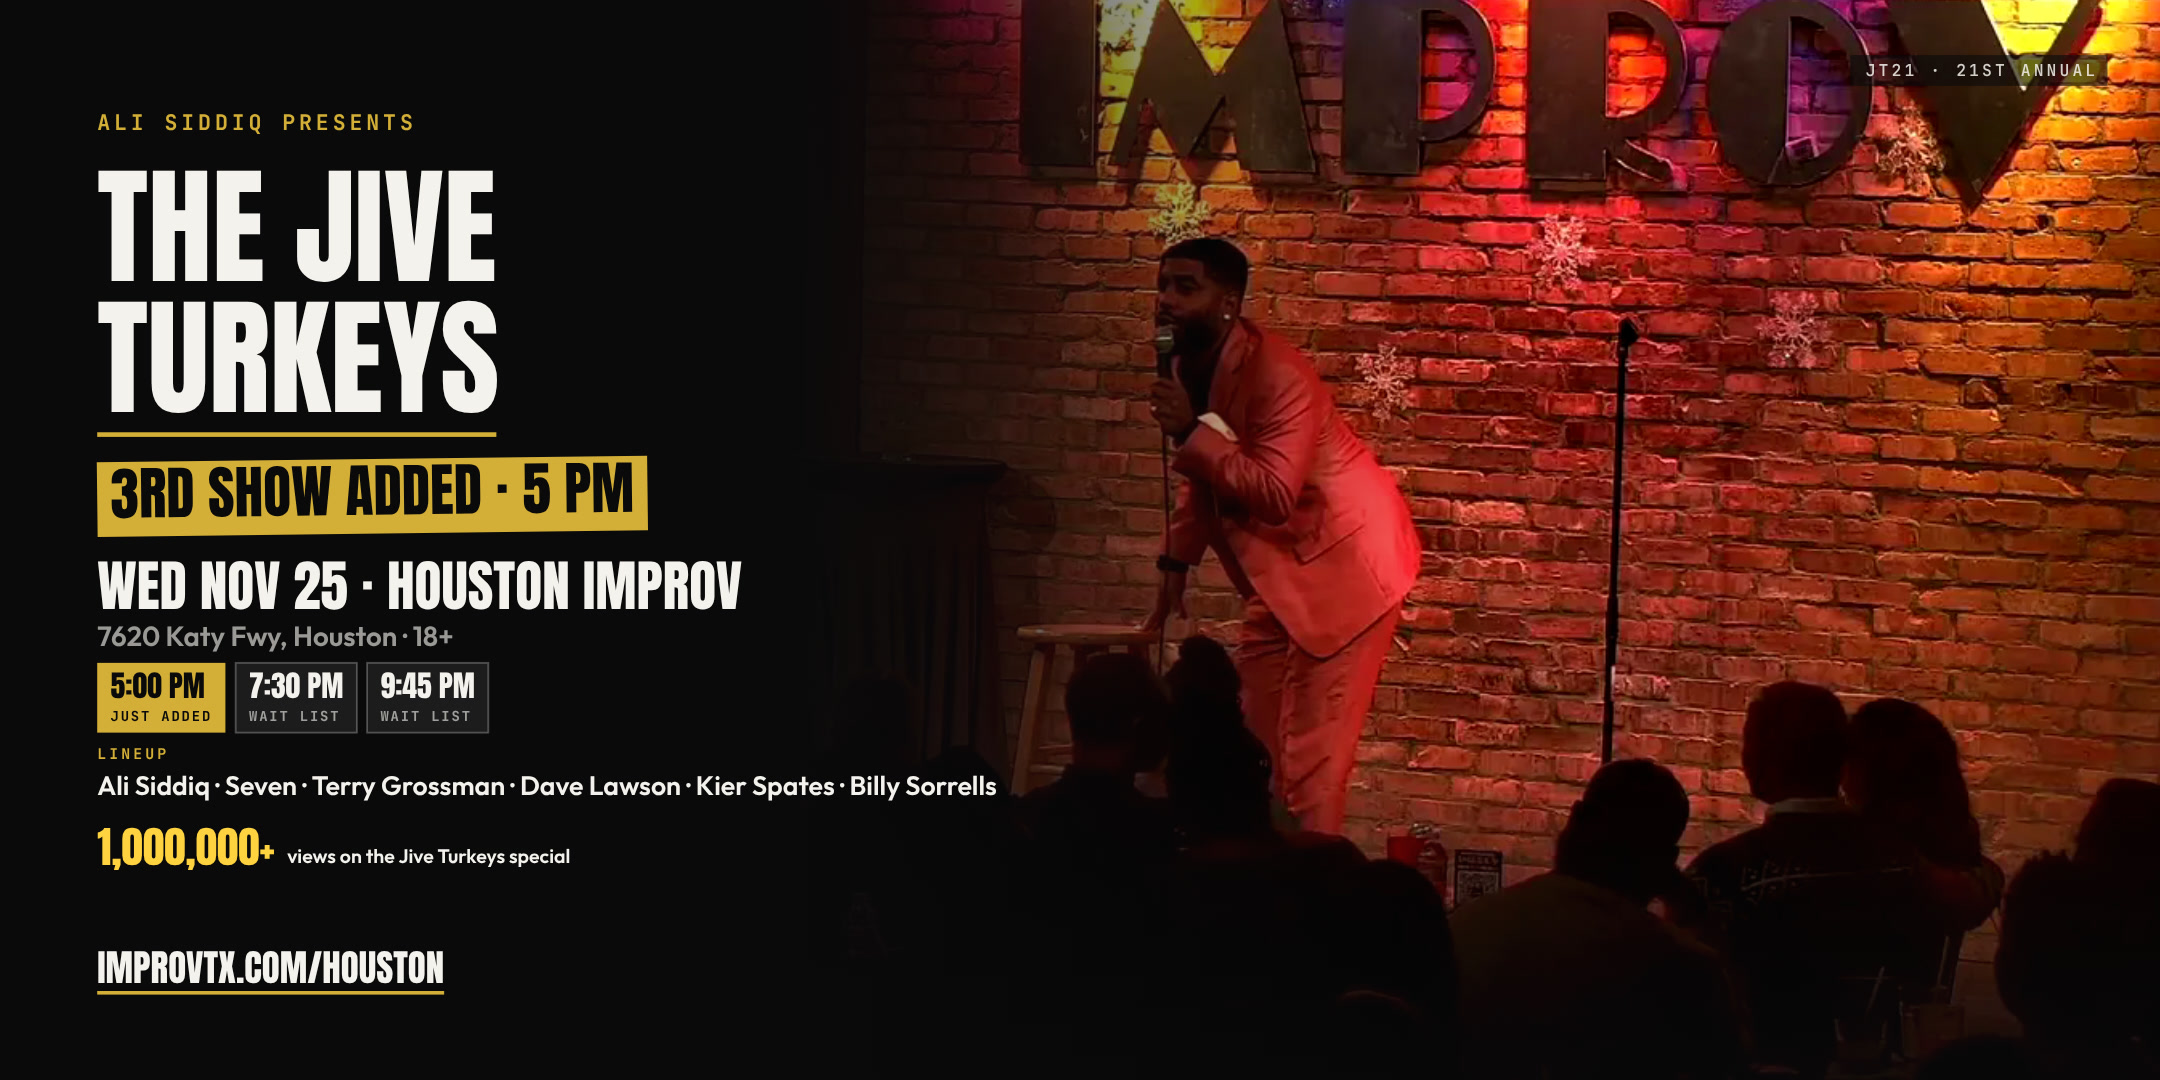 IMPROV
JT21 · 21ST ANNUAL
ALI SIDDIQ PRESENTS
THE JIVE
TURKEYS
3RD SHOW ADDED · 5 PM
WED NOV 25 · HOUSTON IMPROV
7620 Katy Fwy, Houston · 18+
5:00 PM 7:30 PM 9:45 PM
JUST ADDED WAIT LIST WAIT LIST
LINEUP
Ali Siddiq · Seven · Terry Grossman · Dave Lawson · Kier Spates · Billy Sorrells
1,000,000+ views on the Jive Turkeys special
IMPROVTX.COM/HOUSTON